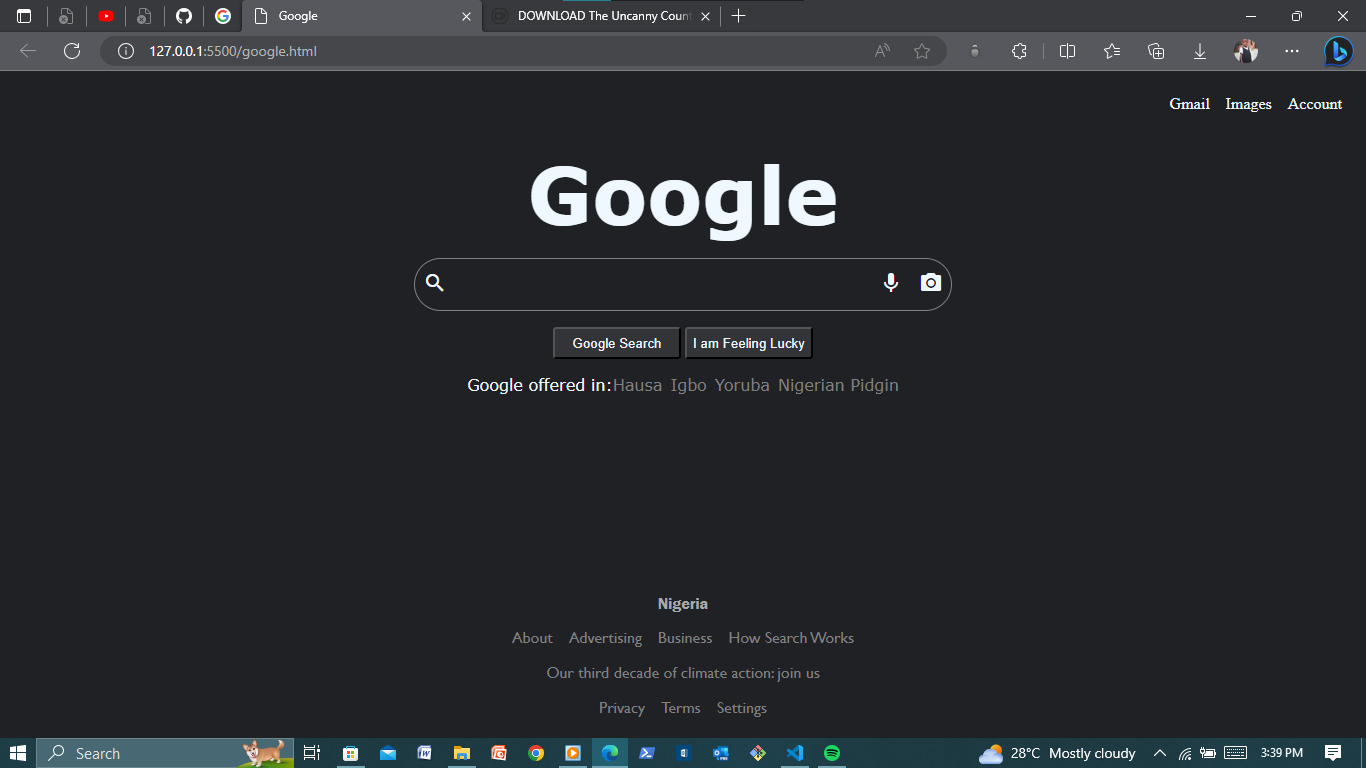 Google
DOWNLOAD The Uncanny Count
127.0.0.1:5500/google.html
Gmail Images Account
Google
Google Search I am Feeling Lucky
Google offered in:Hausa Igbo Yoruba Nigerian Pidgin
Nigeria
About Advertising Business How Search Works
Our third decade of climate action: join us
Privacy Terms Settings
Search
28°C Mostly cloudy
3:39 PM